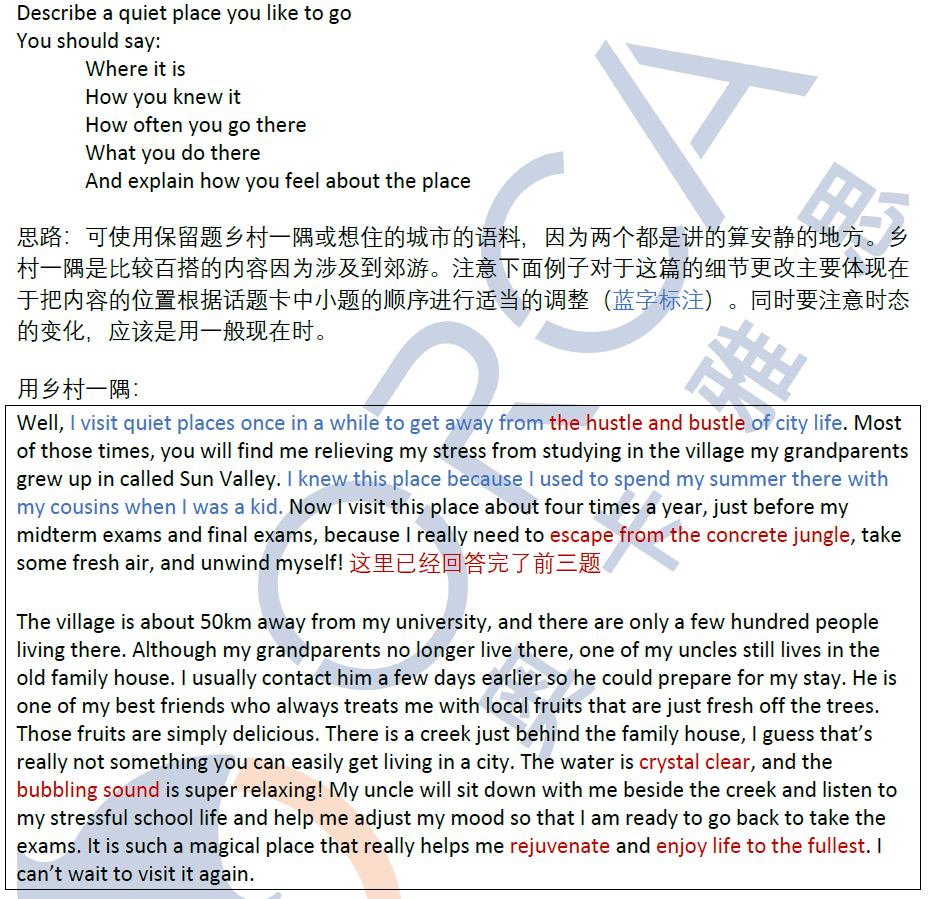 Describe a quiet place you like to go
You should say:
Where it is
How you knew it
How often you go there
What you do there
And explain how you feel about the place
思路：可使用保留题乡村一隅或想住的城市的语料，因为两个都是讲的算安静的地方。乡
村一隅是比较百搭的内容因为涉及到郊游。注意下面例子对于这篇的细节更改主要体现在
于把内容的位置根据话题卡中小题的顺序进行适当的调整（蓝字标注）。同时要注意时态
的变化，应该是用一般现在时。
用乡村一隅：
Well, I visit quiet places once in a while to get away from the hustle and bustle of city life. Most
of those times, you will find me relieving my stress from studying in the village my grandparents
grew up in called Sun Valley. I knew this place because I used to spend my summer there with
my cousins when I was a kid. Now I visit this place about four times a year, just before my
midterm exams and final exams, because I really need to escape from the concrete jungle, take
some fresh air, and unwind myself! 这里已经回答完了前三题
The village is about 50km away from my university, and there are only a few hundred people
living there. Although my grandparents no longer live there, one of my uncles still lives in the
old family house. I usually contact him a few days earlier so he could prepare for my stay. He is
one of my best friends who always treats me with local fruits that are just fresh off the trees.
Those fruits are simply delicious. There is a creek just behind the family house, I guess that’s
really not something you can easily get living in a city. The water is crystal clear, and the
bubbling sound is super relaxing! My uncle will sit down with me beside the creek and listen to
my stressful school life and help me adjust my mood so that I am ready to go back to take the
exams. It is such a magical place that really helps me rejuvenate and enjoy life to the fullest. I
can’t wait to visit it again.
ORCA
奥卡雅思